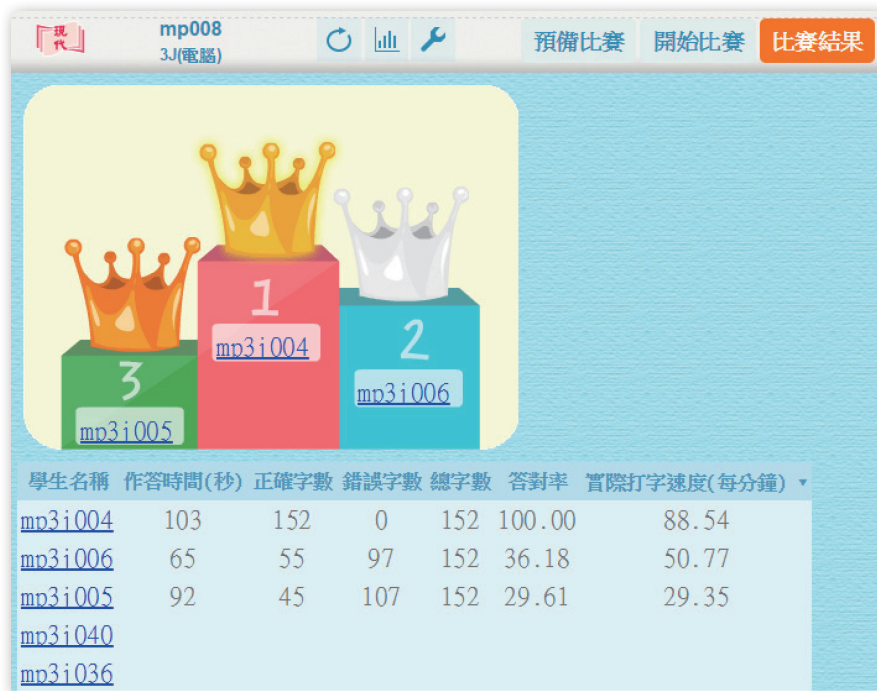 現代
mp008
3J(電腦)
預備比賽 開始比賽 比賽結果
1
mp3i004
2
mp3i006
3
mp3i005
學生名稱 作答時間(秒) 正確字數 錯誤字數 總字數 答對率 實際打字速度(每分鐘) ▼
mp3i004 103 152 0 152 100.00 88.54
mp3i006 65 55 97 152 36.18 50.77
mp3i005 92 45 107 152 29.61 29.35
mp3i040
mp3i036